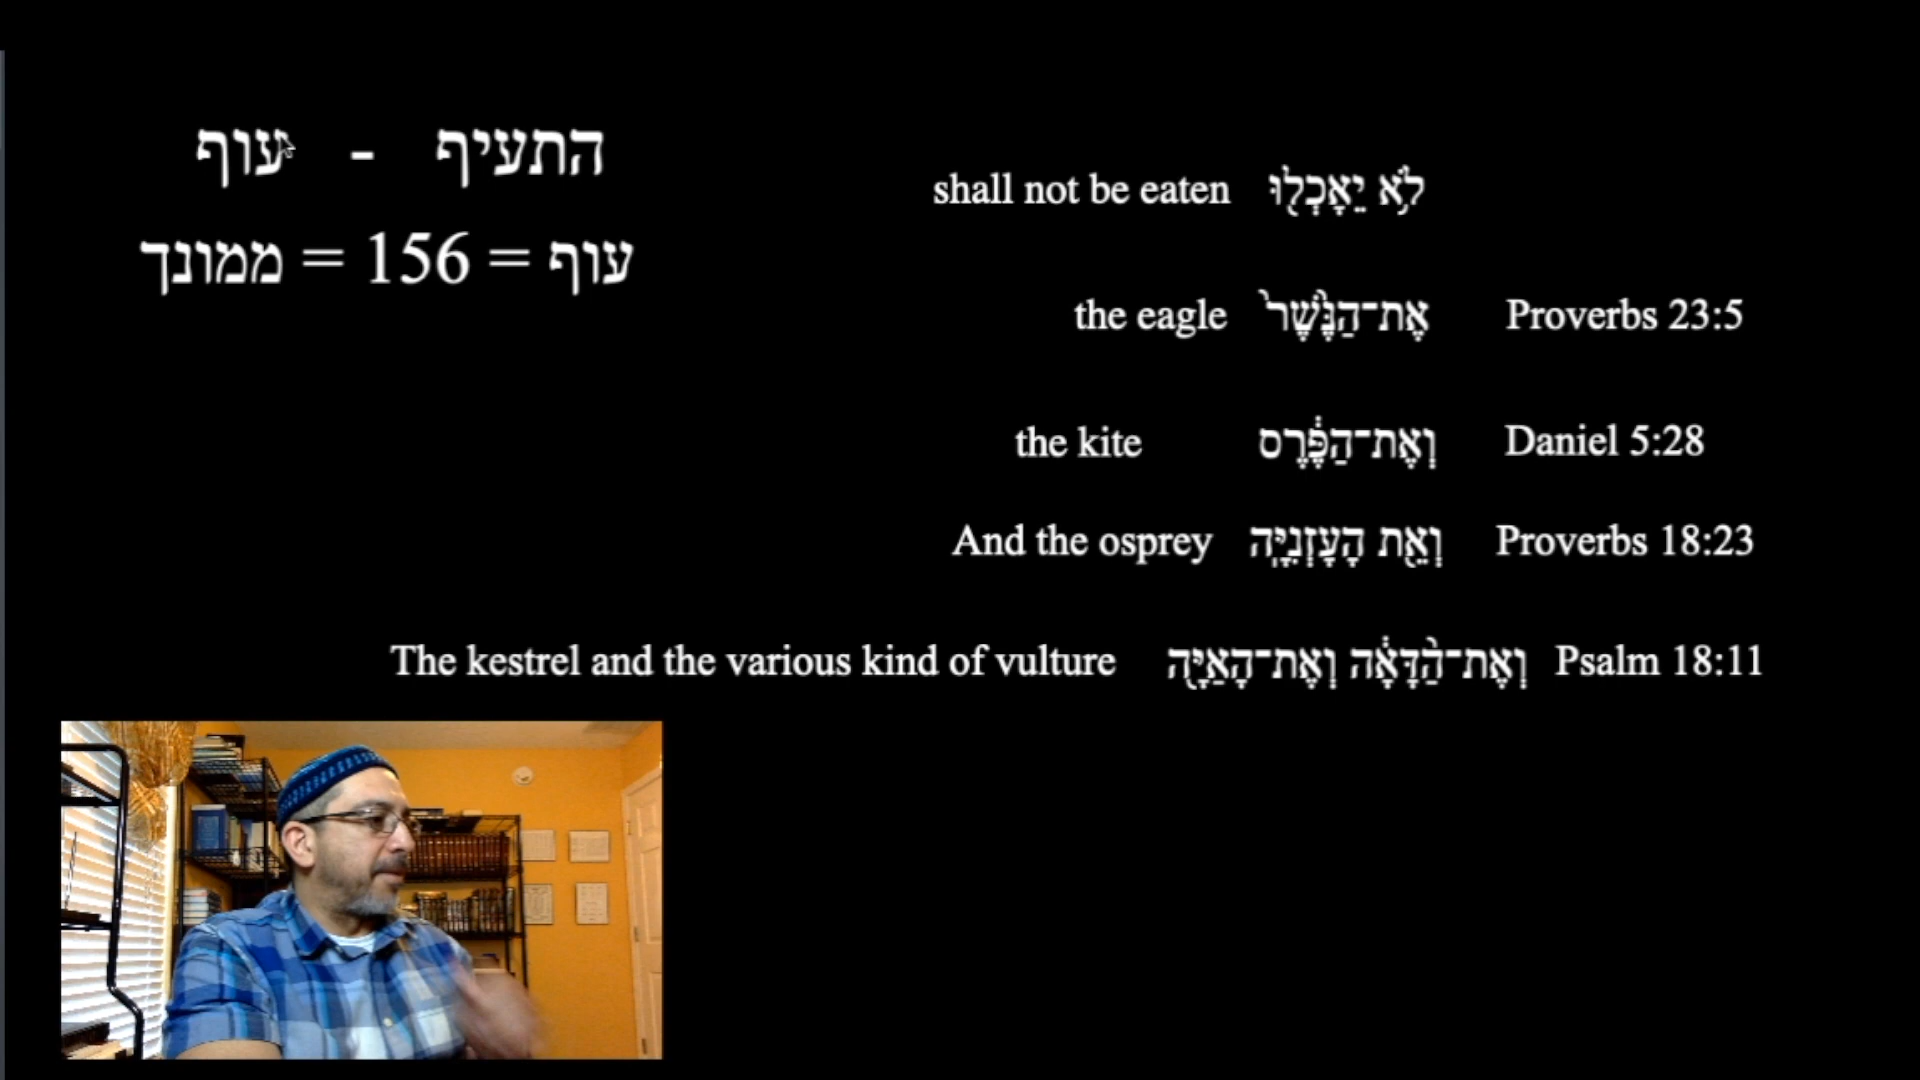 התעיף - עוף
עוף = 156 = ממונך
shall not be eaten לֹ֥א יֵאָכְל֖וּ
the eagle אֶת־הַנֶּ֙שֶׁר֙ Proverbs 23:5
the kite וְאֶת־הַפֶּ֔רֶס Daniel 5:28
And the osprey וְאֵ֖ת הָעָזְנִיָּֽה Proverbs 18:23
The kestrel and the various kind of vulture וְאֶת־הַ֨דָּאָ֔ה וְאֶת־הָאַיָּ֖ה Psalm 18:11